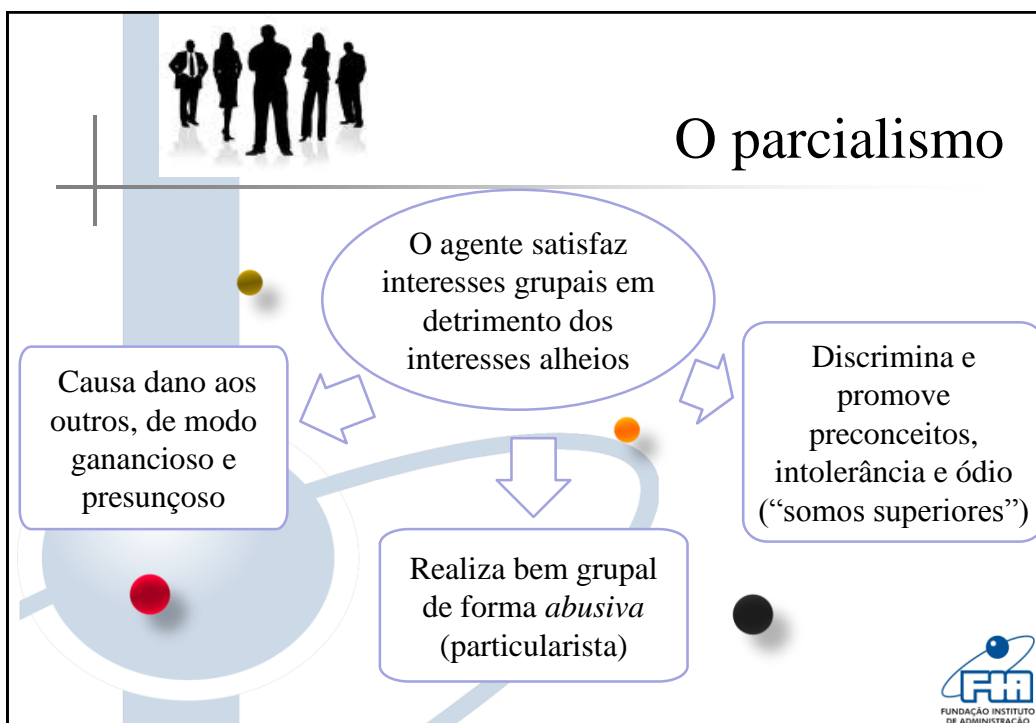 O parcialismo
O agente satisfaz
interesses grupais em
detrimento dos
interesses alheios
Causa dano aos
outros, de modo
ganancioso e
presunçoso
Realiza bem grupal
de forma abusiva
(particularista)
Discrimina e
promove
preconceitos,
intolerância e ódio
(“somos superiores”)
FIA
FUNDAÇÃO INSTITUTO
DE ADMINISTRAÇÃO